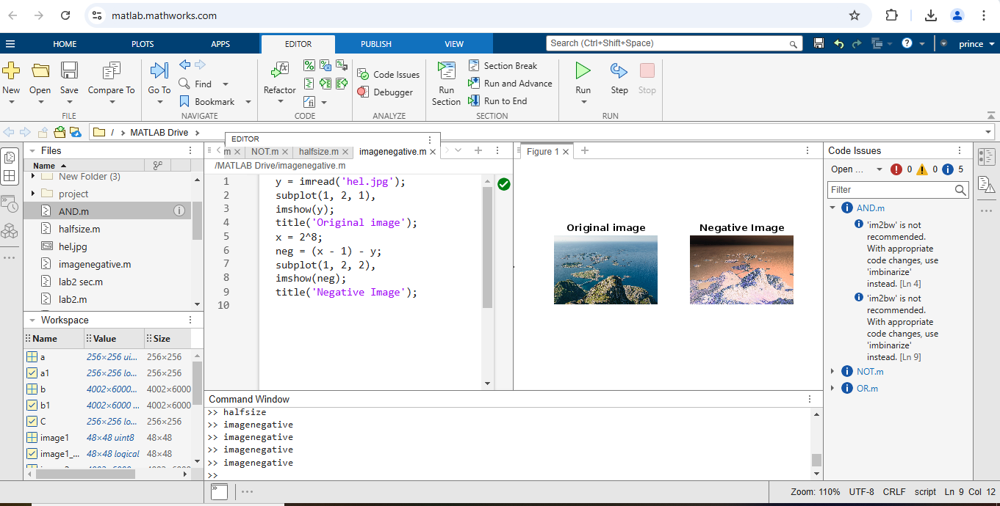 matlab.mathworks.com
HOME PLOTS APPS EDITOR PUBLISH VIEW Search (Ctrl+Shift+Space) prince
New Open Save Compare To
FILE
Go To Find Bookmark
NAVIGATE
Refactor
CODE
Code Issues
Debugger
ANALYZE
Run Section
Section Break
Run and Advance
Run to End
SECTION
Run Step Stop
RUN
/ MATLAB Drive
Files
Name
New Folder (3)
project
AND.m
halfsize.m
hel.jpg
imagenegative.m
lab2 sec.m
lab2.m
Workspace
Name Value Size
a 256×256 ui... 256×256
a1 256×256 lo... 256×256
b 4002×6000... 4002×6000
b1 4002×6000 ... 4002×6000
C 256×256 lo... 256×256
image1 48×48 uint8 48×48
image1_... 48×48 logical 48×48
EDITOR
m NOT.m halfsize.m imagenegative.m
/MATLAB Drive/imagenegative.m
1 y = imread('hel.jpg');
2 subplot(1, 2, 1),
3 imshow(y);
4 title('Original image');
5 x = 2^8;
6 neg = (x - 1) - y;
7 subplot(1, 2, 2),
8 imshow(neg);
9 title('Negative Image');
10
Figure 1
Original image Negative Image
Command Window
>> halfsize
>> imagenegative
>> imagenegative
>> imagenegative
>> imagenegative
>>
Code Issues
Open ... 0 0 5
Filter
AND.m
'im2bw' is not
recommended.
With appropriate
code changes, use
'imbinarize'
instead. [Ln 4]
'im2bw' is not
recommended.
With appropriate
code changes, use
'imbinarize'
instead. [Ln 9]
NOT.m
OR.m
Zoom: 110% UTF-8 CRLF script Ln 9 Col 12